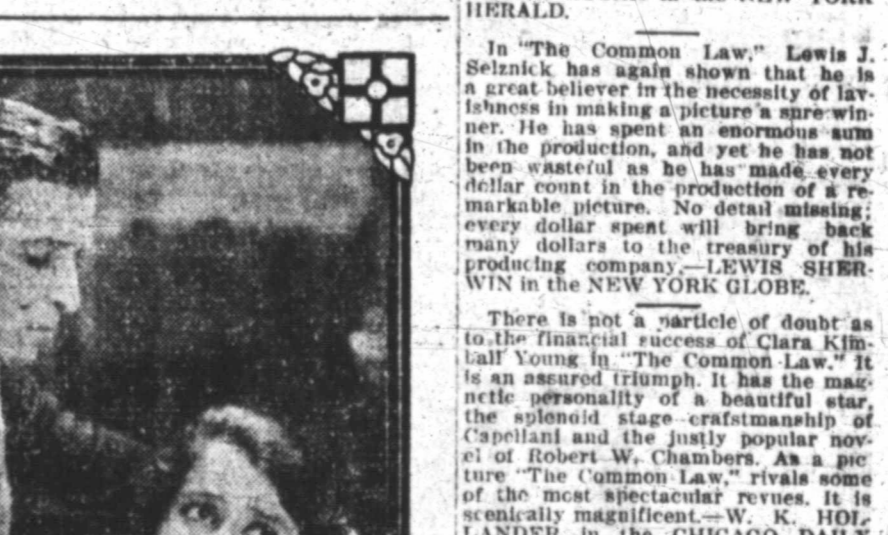 HERALD.
In "The Common Law," Lewis J.
Selznick has again shown that he is
a great believer in the necessity of lav-
ishness in making a picture a sure win-
ner. He has spent an enormous sum
in the production, and yet he has not
been wasteful as he has made every
dollar count in the production of a re-
markable picture. No detail missing;
every dollar spent will bring back
many dollars to the treasury of his
producing company.—LEWIS SHER-
WIN in the NEW YORK GLOBE.
There is not a particle of doubt as
to the financial success of Clara Kim-
ball Young in "The Common Law." It
is an assured triumph. It has the mag-
netic personality of a beautiful star,
the splendid stage crafstmanship of
Capellani and the justly popular nov-
el of Robert W. Chambers. As a pic
ture "The Common Law," rivals some
of the most spectacular revues. It is
scenically magnificent.—W. K. HOL-
LANDER in the CHICAGO DAILY